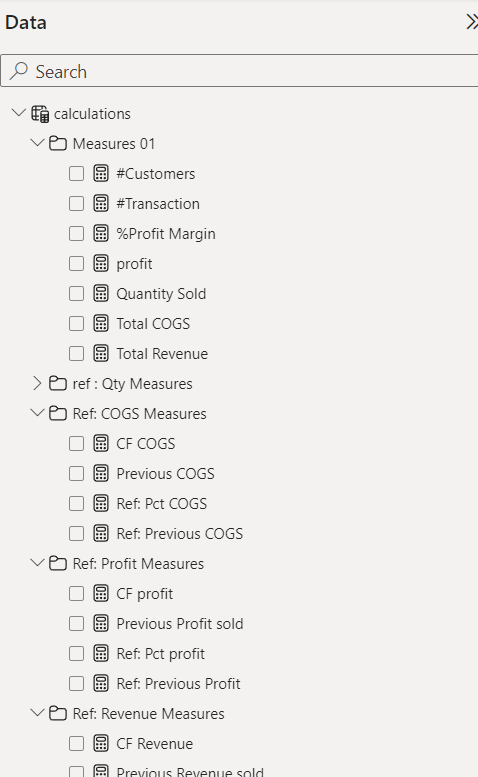 Data
Search
calculations
Measures 01
#Customers
#Transaction
%Profit Margin
profit
Quantity Sold
Total COGS
Total Revenue
ref : Qty Measures
Ref: COGS Measures
CF COGS
Previous COGS
Ref: Pct COGS
Ref: Previous COGS
Ref: Profit Measures
CF profit
Previous Profit sold
Ref: Pct profit
Ref: Previous Profit
Ref: Revenue Measures
CF Revenue
Previous Revenue sold